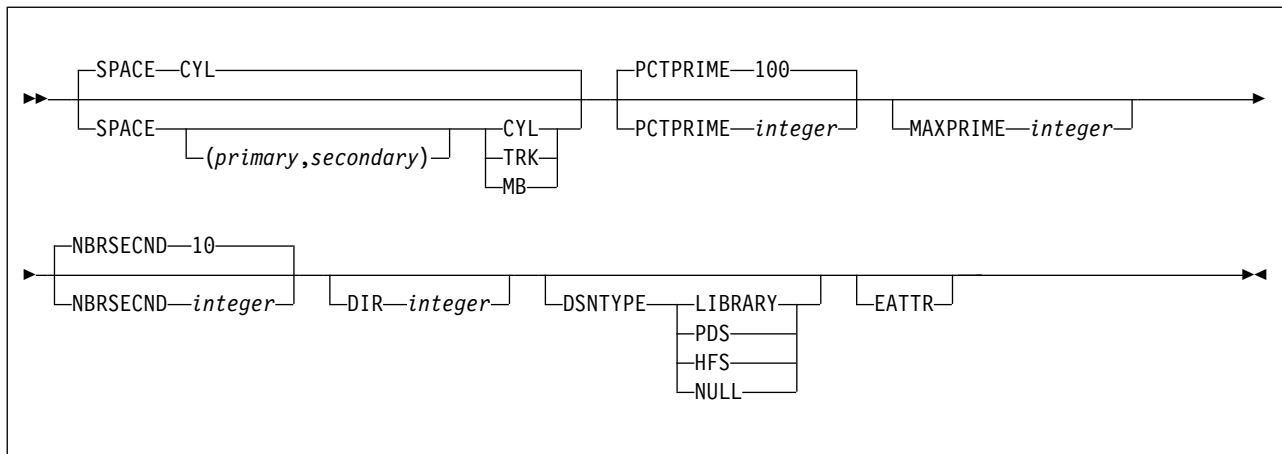 SPACE CYL PCTPRIME 100
SPACE CYL PCTPRIME integer MAXPRIME integer
(primary,secondary) TRK
MB
NBRSECND 10
NBRSECND integer DIR integer DSNTYPE LIBRARY EATTR
PDS
HFS
NULL